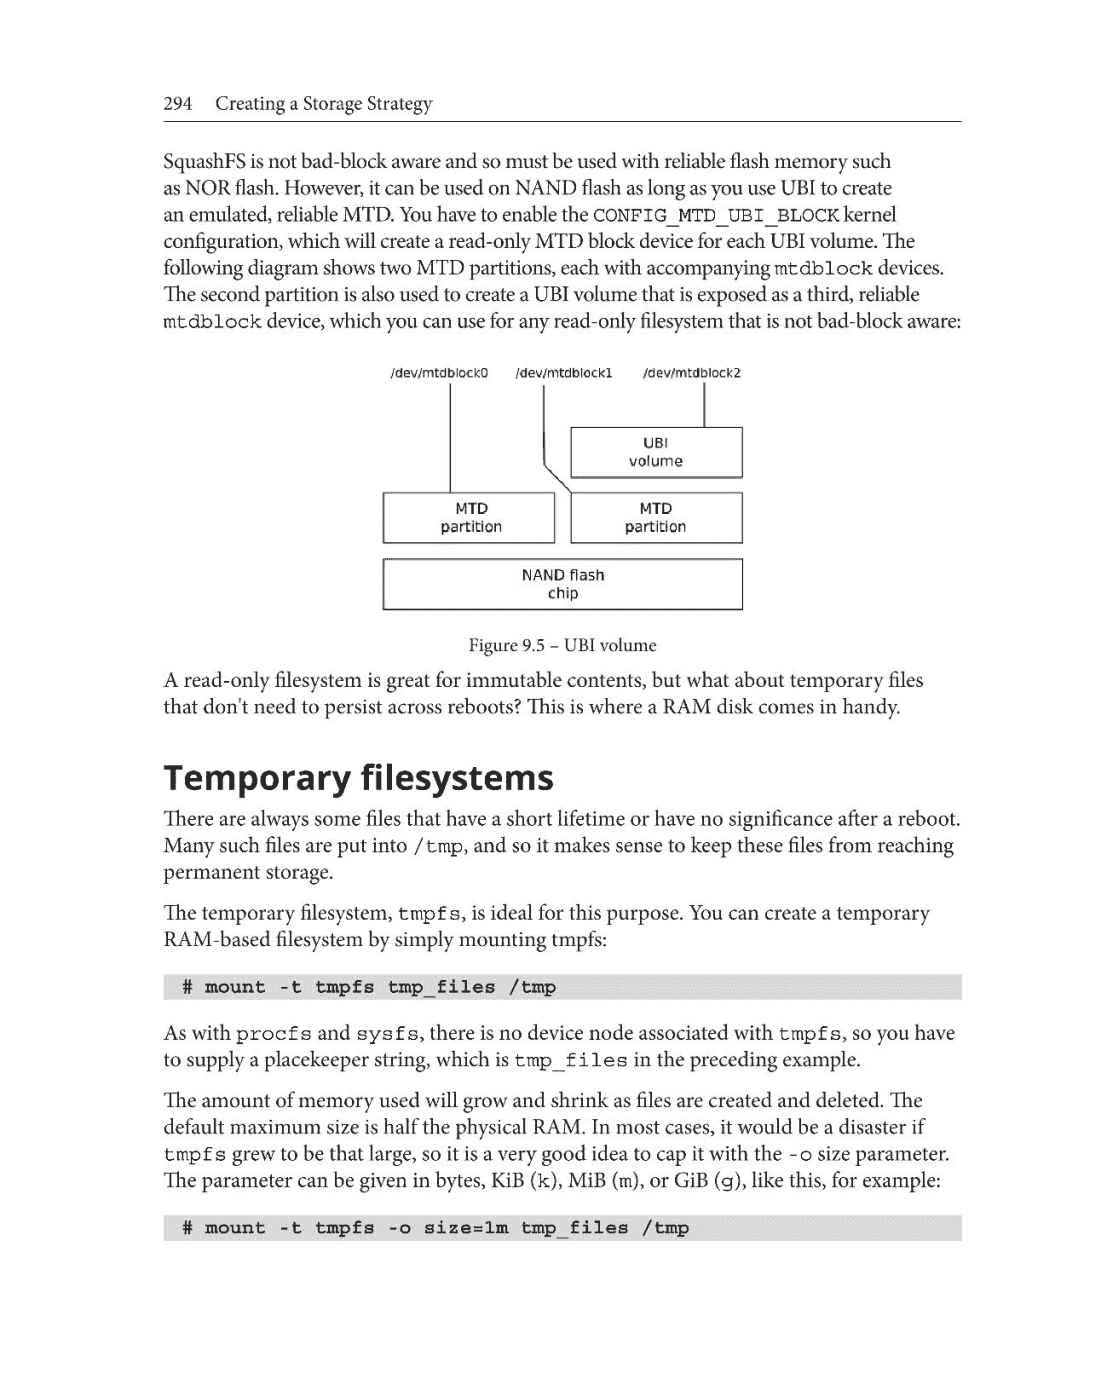 294 Creating a Storage Strategy
SquashFS is not bad-block aware and so must be used with reliable flash memory such
as NOR flash. However, it can be used on NAND flash as long as you use UBI to create
an emulated, reliable MTD. You have to enable the CONFIG_MTD_UBI_BLOCK kernel
configuration, which will create a read-only MTD block device for each UBI volume. The
following diagram shows two MTD partitions, each with accompanying mtdblock devices.
The second partition is also used to create a UBI volume that is exposed as a third, reliable
mtdblock device, which you can use for any read-only filesystem that is not bad-block aware:
/dev/mtdblock0 /dev/mtdblock1 /dev/mtdblock2
UBI
volume
MTD
partition
MTD
partition
NAND flash
chip
Figure 9.5 – UBI volume
A read-only filesystem is great for immutable contents, but what about temporary files
that don't need to persist across reboots? This is where a RAM disk comes in handy.
Temporary filesystems
There are always some files that have a short lifetime or have no significance after a reboot.
Many such files are put into /tmp, and so it makes sense to keep these files from reaching
permanent storage.
The temporary filesystem, tmpfs, is ideal for this purpose. You can create a temporary
RAM-based filesystem by simply mounting tmpfs:
# mount -t tmpfs tmp_files /tmp
As with procfs and sysfs, there is no device node associated with tmpfs, so you have
to supply a placekeeper string, which is tmp_files in the preceding example.
The amount of memory used will grow and shrink as files are created and deleted. The
default maximum size is half the physical RAM. In most cases, it would be a disaster if
tmpfs grew to be that large, so it is a very good idea to cap it with the -o size parameter.
The parameter can be given in bytes, KiB (k), MiB (m), or GiB (g), like this, for example:
# mount -t tmpfs -o size=1m tmp_files /tmp